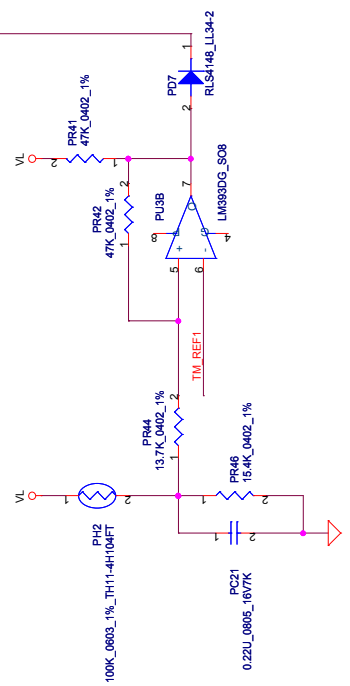 1
PD7
RLS4148_LL34-2
2
VL
PR41
47K_0402_1%
2
1
PR42
47K_0402_1%
2
1
PU3B
LM393DG_SO8
7
8
P
O
G
4
+
-
5
6
TM_REF1
PR44
13.7K_0402_1%
2
1
VL
1
2
PH2
100K_0603_1%_TH11-4H104FT
PR46
15.4K_0402_1%
1
2
PC21
0.22U_0805_16V7K
1
2